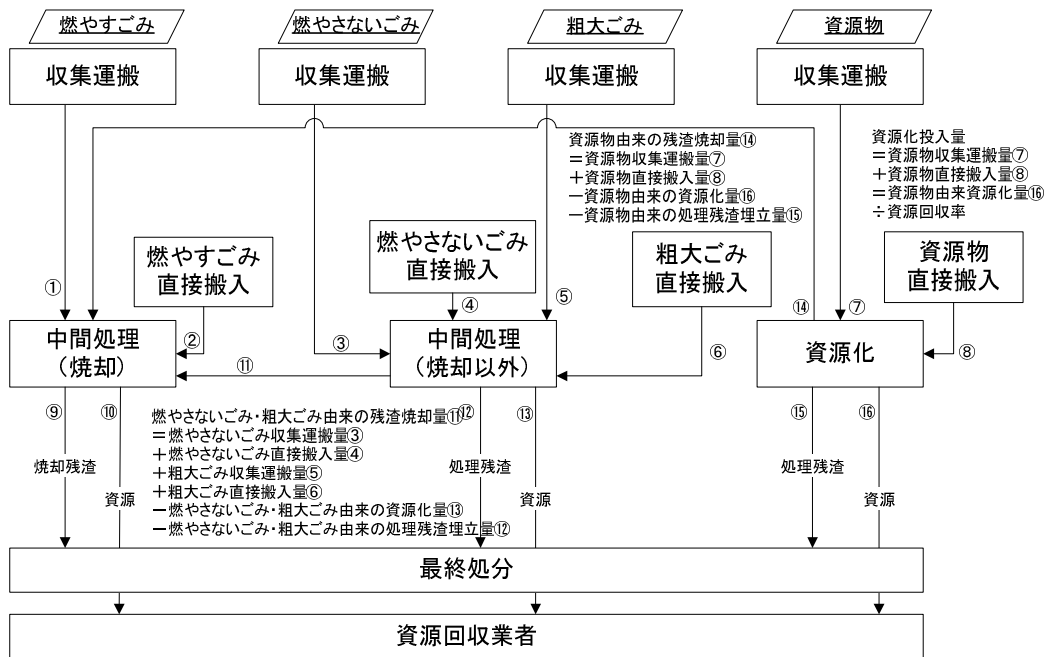 燃やすごみ
燃やさないごみ
粗大ごみ
資源物
収集運搬
収集運搬
収集運搬
収集運搬
資源物由来の残渣焼却量⑭
＝資源物収集運搬量⑦
＋資源物直接搬入量⑧
－資源物由来の資源化量⑯
－資源物由来の処理残渣埋立量⑮
資源化投入量
＝資源物収集運搬量⑦
＋資源物直接搬入量⑧
＝資源物由来資源化量⑯
÷資源回収率
燃やすごみ
直接搬入
燃やさないごみ
直接搬入
粗大ごみ
直接搬入
資源物
直接搬入
①
④
⑤
⑭
⑦
中間処理
（焼却）
②
③
中間処理
（焼却以外）
⑥
資源化
⑧
⑪
⑨
⑩
⑫
⑬
⑮
⑯
燃やさないごみ・粗大ごみ由来の残渣焼却量⑪
＝燃やさないごみ収集運搬量③
＋燃やさないごみ直接搬入量④
＋粗大ごみ収集運搬量⑤
＋粗大ごみ直接搬入量⑥
－燃やさないごみ・粗大ごみ由来の資源化量⑬
－燃やさないごみ・粗大ごみ由来の処理残渣埋立量⑫
焼却残渣
資源
処理残渣
資源
処理残渣
資源
最終処分
資源回収業者